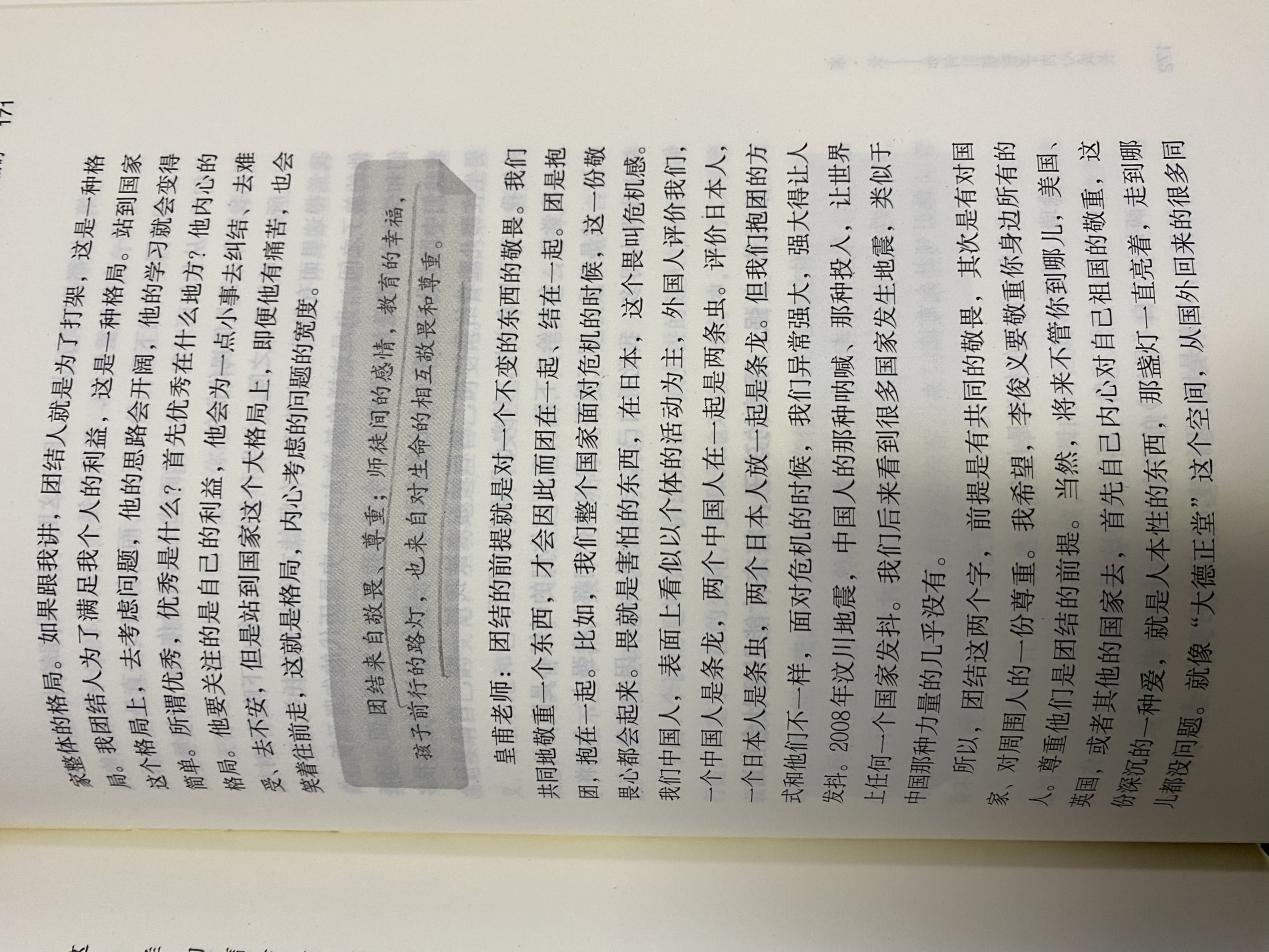 171
家整体的格局。如果跟我讲，团结人就是为了打架，这是一种格
局。我团结人为了满足我个人的利益，这是一种格局。站到国家
这个格局上，去考虑问题，他的思路会开阔，他的学习就会变得
简单。所谓优秀，优秀是什么？首先优秀在什么地方？他内心的
格局。他要关注的是自己的利益，他会为一点小事去纠结、去难
受、去不安，但是站到国家这个大格局上，即便他有痛苦，也会
笑着往前走，这就是格局，内心考虑的问题的宽度。
团结来自敬畏、尊重；师徒间的感情，教育的幸福，
孩子前行的路灯，也来自对生命的相互敬畏和尊重。
皇甫老师：团结的前提就是对一个不变的东西的敬畏。我们
共同地敬重一个东西，才会因此而团在一起、结在一起。团是抱
团，抱在一起。比如，我们整个国家面对危机的时候，这一份敬
畏心都会起来。畏就是害怕的东西，在日本，这个畏叫危机感。
我们中国人，表面上看似以个体的活动为主，外国人评价我们，
一个中国人是条龙，两个中国人在一起是两条虫。评价日本人，
一个日本人是条虫，两个日本人放一起是条龙。但我们抱团的方
式和他们不一样，面对危机的时候，我们异常强大，强大得让人
发抖。2008年汶川地震，中国人的那种呐喊、那种投入，让世界
上任何一个国家发抖。我们后来看到很多国家发生地震，类似于
中国那种力量的几乎没有。
所以，团结这两个字，前提是有共同的敬畏，其次是有对国
家、对周围人的一份尊重。我希望，李俊义要敬重你身边所有的
人。尊重他们是团结的前提。当然，将来不管你到哪儿，美国、
英国，或者其他的国家去，首先自己内心对自己祖国的敬重，这
份深沉的一种爱，就是人本性的东西，那盏灯一直亮着，走到哪
儿都没问题。就像“大德正堂”这个空间，从国外回来的很多同